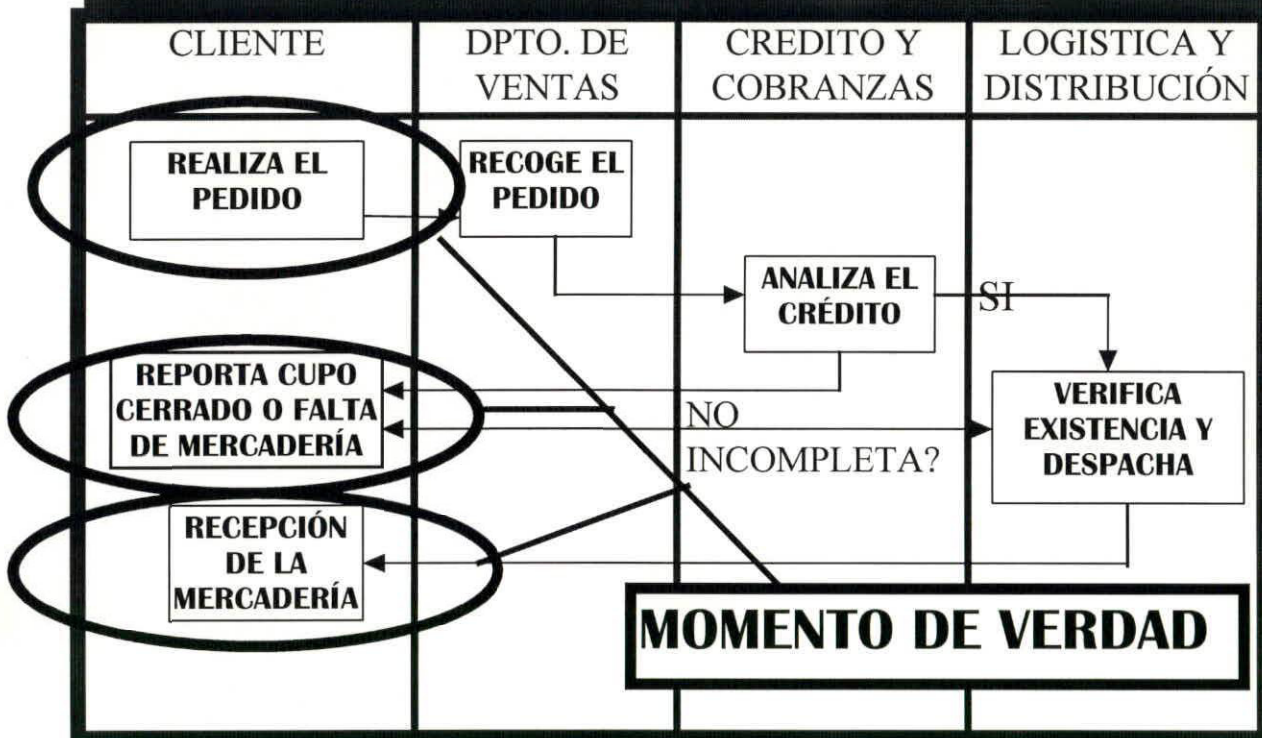 CLIENTE
DPTO. DE
VENTAS
CREDITO Y
COBRANZAS
LOGISTICA Y
DISTRIBUCIÓN
REALIZA EL
PEDIDO
RECOGE EL
PEDIDO
ANALIZA EL
CRÉDITO
SI
REPORTA CUPO
CERRADO O FALTA
DE MERCADERÍA
NO
INCOMPLETA?
VERIFICA
EXISTENCIA Y
DESPACHA
RECEPCIÓN
DE LA
MERCADERÍA
MOMENTO DE VERDAD